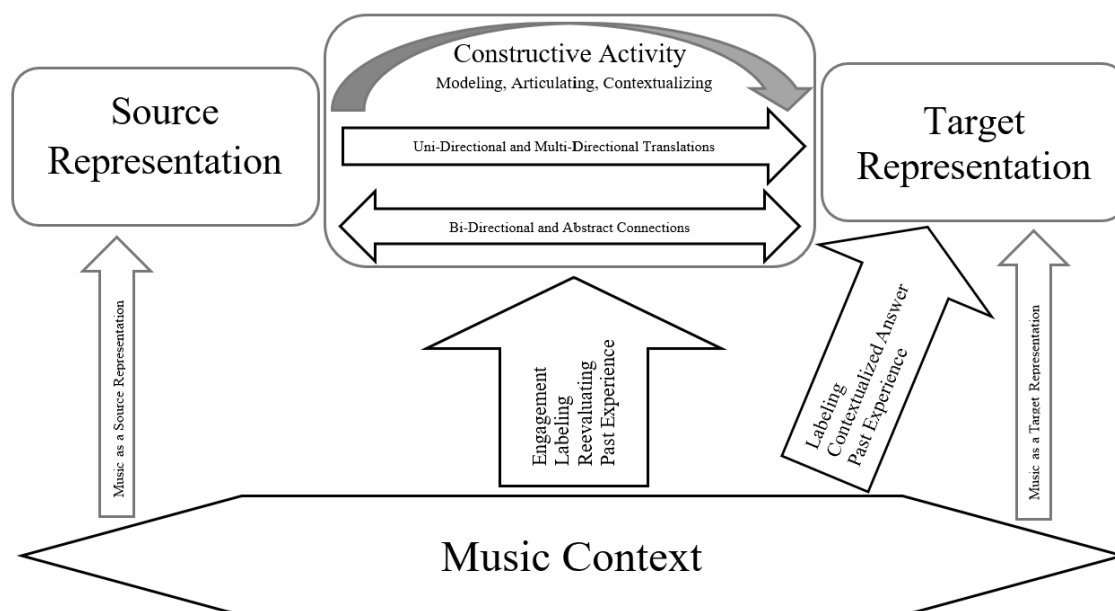 Source
Representation
Constructive Activity
Modeling, Articulating, Contextualizing
Uni-Directional and Multi-Directional Translations
Bi-Directional and Abstract Connections
Target
Representation
Music as a Source Representation
Engagement
Labeling
Reevaluating
Past Experience
Labeling
Contextualized Answer
Past Experience
Music as a Target Representation
Music Context